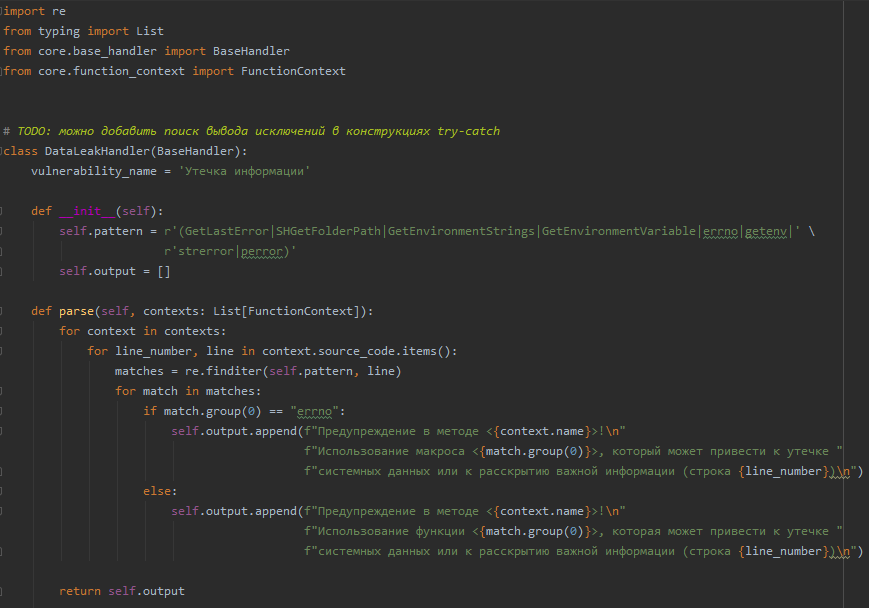 import re
from typing import List
from core.base_handler import BaseHandler
from core.function_context import FunctionContext
# TODO: можно добавить поиск вывода исключений в конструкциях try-catch
class DataLeakHandler(BaseHandler):
    vulnerability_name = 'Утечка информации'
    def __init__(self):
        self.pattern = r'(GetLastError|SHGetFolderPath|GetEnvironmentStrings|GetEnvironmentVariable|errno|getenv|' \
                       r'strerror|perror)'
        self.output = []
    def parse(self, contexts: List[FunctionContext]):
        for context in contexts:
            for line_number, line in context.source_code.items():
                matches = re.finditer(self.pattern, line)
                for match in matches:
                    if match.group(0) == "errno":
                        self.output.append(f"Предупреждение в методе <{context.name}>!\n"
                                           f"Использование макроса <{match.group(0)}>, который может привести к утечке "
                                           f"системных данных или к расскрытию важной информации (строка {line_number})\n")
                    else:
                        self.output.append(f"Предупреждение в методе <{context.name}>!\n"
                                           f"Использование функции <{match.group(0)}>, которая может привести к утечке "
                                           f"системных данных или к расскрытию важной информации (строка {line_number})\n")
        return self.output